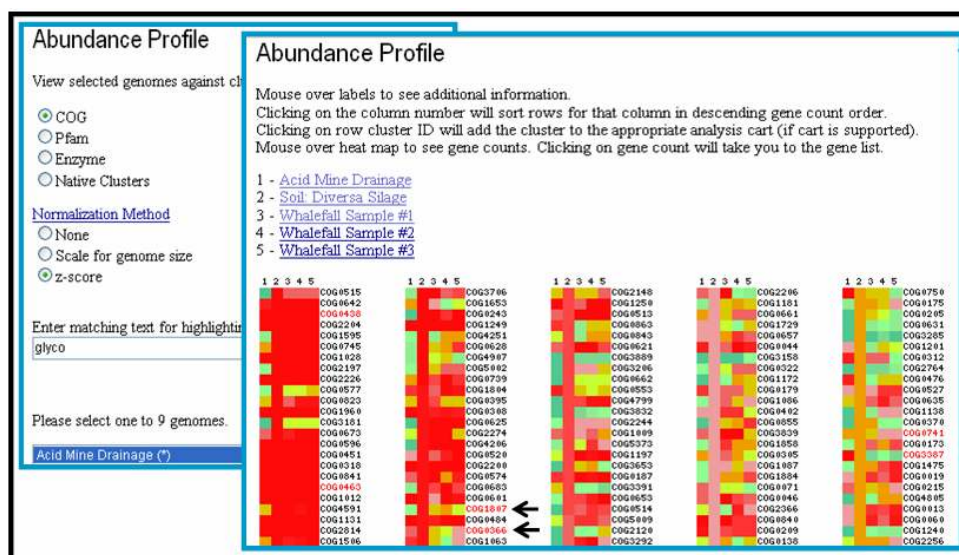 Abundance Profile
View selected genomes against cl
COG
Pfam
Enzyme
Native Clusters
Normalization Method
None
Scale for genome size
z-score
Enter matching text for highlightin
glyco
Please select one to 9 genomes.
Acid Mine Drainage (*)
Abundance Profile
Mouse over labels to see additional information.
Clicking on the column number will sort rows for that column in descending gene count order.
Clicking on row cluster ID will add the cluster to the appropriate analysis cart (if cart is supported).
Mouse over heat map to see gene counts. Clicking on gene count will take you to the gene list.
1 - Acid Mine Drainage
2 - Soil: Diversa Silage
3 - Whalefall Sample #1
4 - Whalefall Sample #2
5 - Whalefall Sample #3
1 2 3 4 5
COG0515
COG0642
COG0438
COG2204
COG1595
COG0745
COG1028
COG2197
COG2226
COG0577
COG0823
COG1960
COG3181
COG0673
COG0596
COG0451
COG0318
COG0841
COG0463
COG1012
COG4591
COG1131
COG2814
COG1506
1 2 3 4 5
COG3706
COG1653
COG0243
COG1249
COG4251
COG0628
COG4907
COG5002
COG0739
COG1804
COG0395
COG0308
COG0625
COG2274
COG4206
COG0520
COG2200
COG0574
COG0683
COG0601
COG1807
COG0484
COG0366
COG1063
1 2 3 4 5
COG2148
COG1250
COG0513
COG0863
COG0843
COG0621
COG3889
COG3206
COG0662
COG0553
COG4799
COG3832
COG2244
COG1009
COG5373
COG1197
COG3653
COG0187
COG3391
COG0653
COG0514
COG5009
COG2120
COG3292
1 2 3 4 5
COG2206
COG1181
COG0661
COG1729
COG0657
COG0044
COG3158
COG0322
COG1172
COG0179
COG1086
COG0402
COG0855
COG3839
COG1858
COG0305
COG1087
COG1884
COG0071
COG0046
COG2366
COG0840
COG0209
COG0138
1 2 3 4 5
COG0750
COG0175
COG0205
COG0631
COG3285
COG1201
COG0312
COG2764
COG0476
COG0527
COG0635
COG1138
COG0370
COG0741
COG0173
COG3387
COG1475
COG0019
COG0215
COG4805
COG0013
COG0060
COG1240
COG2256